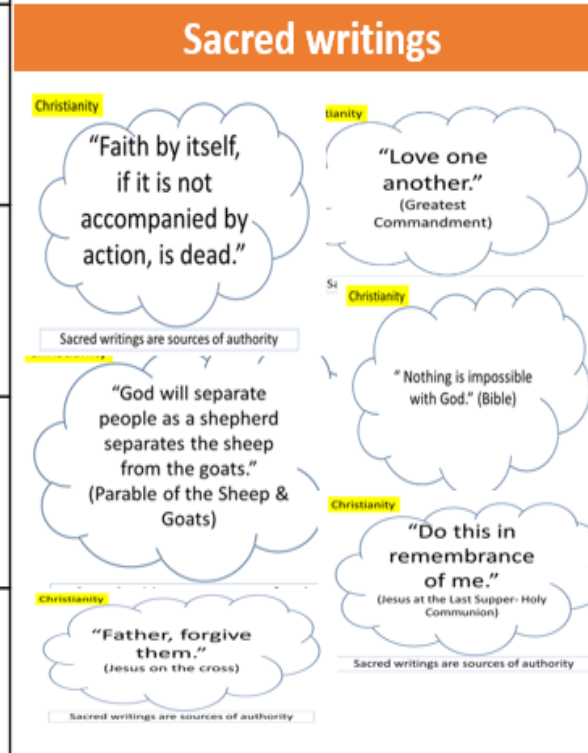 Sacred writings
Christianity
“Faith by itself,
if it is not
accompanied by
action, is dead.”
Sacred writings are sources of authority
tianity
“Love one
another.”
(Greatest
Commandment)
Sa
Christianity
“ Nothing is impossible
with God.” (Bible)
“God will separate
people as a shepherd
separates the sheep
from the goats.”
(Parable of the Sheep &
Goats)
Christianity
“Do this in
remembrance
of me.”
(Jesus at the Last Supper- Holy
Communion)
Sacred writings are sources of authority
Christianity
“Father, forgive
them.”
(Jesus on the cross)
Sacred writings are sources of authority